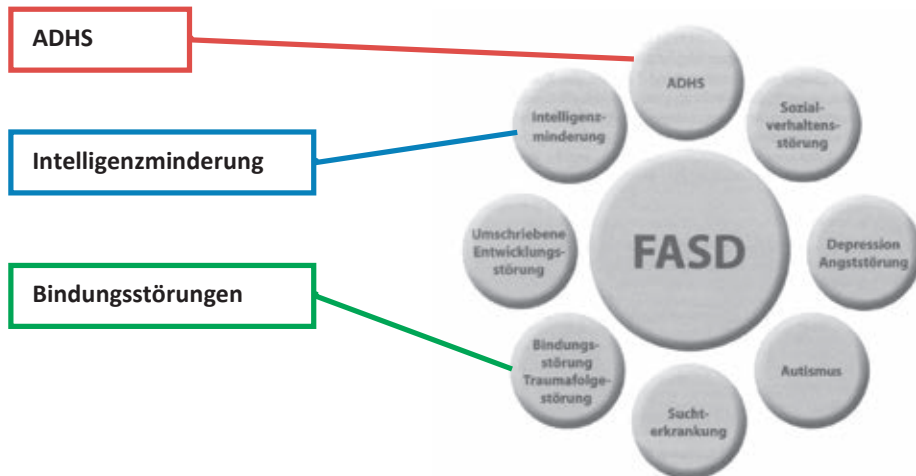 ADHS
Intelligenzminderung
Bindungsstörungen
ADHS
Sozial-
verhaltens-
störung
Depression
Angststörung
Autismus
Sucht-
erkrankung
Bindungs-
störung
Traumafolge-
störung
Umschriebene
Entwicklungs-
störung
Intelligenz-
minderung
FASD